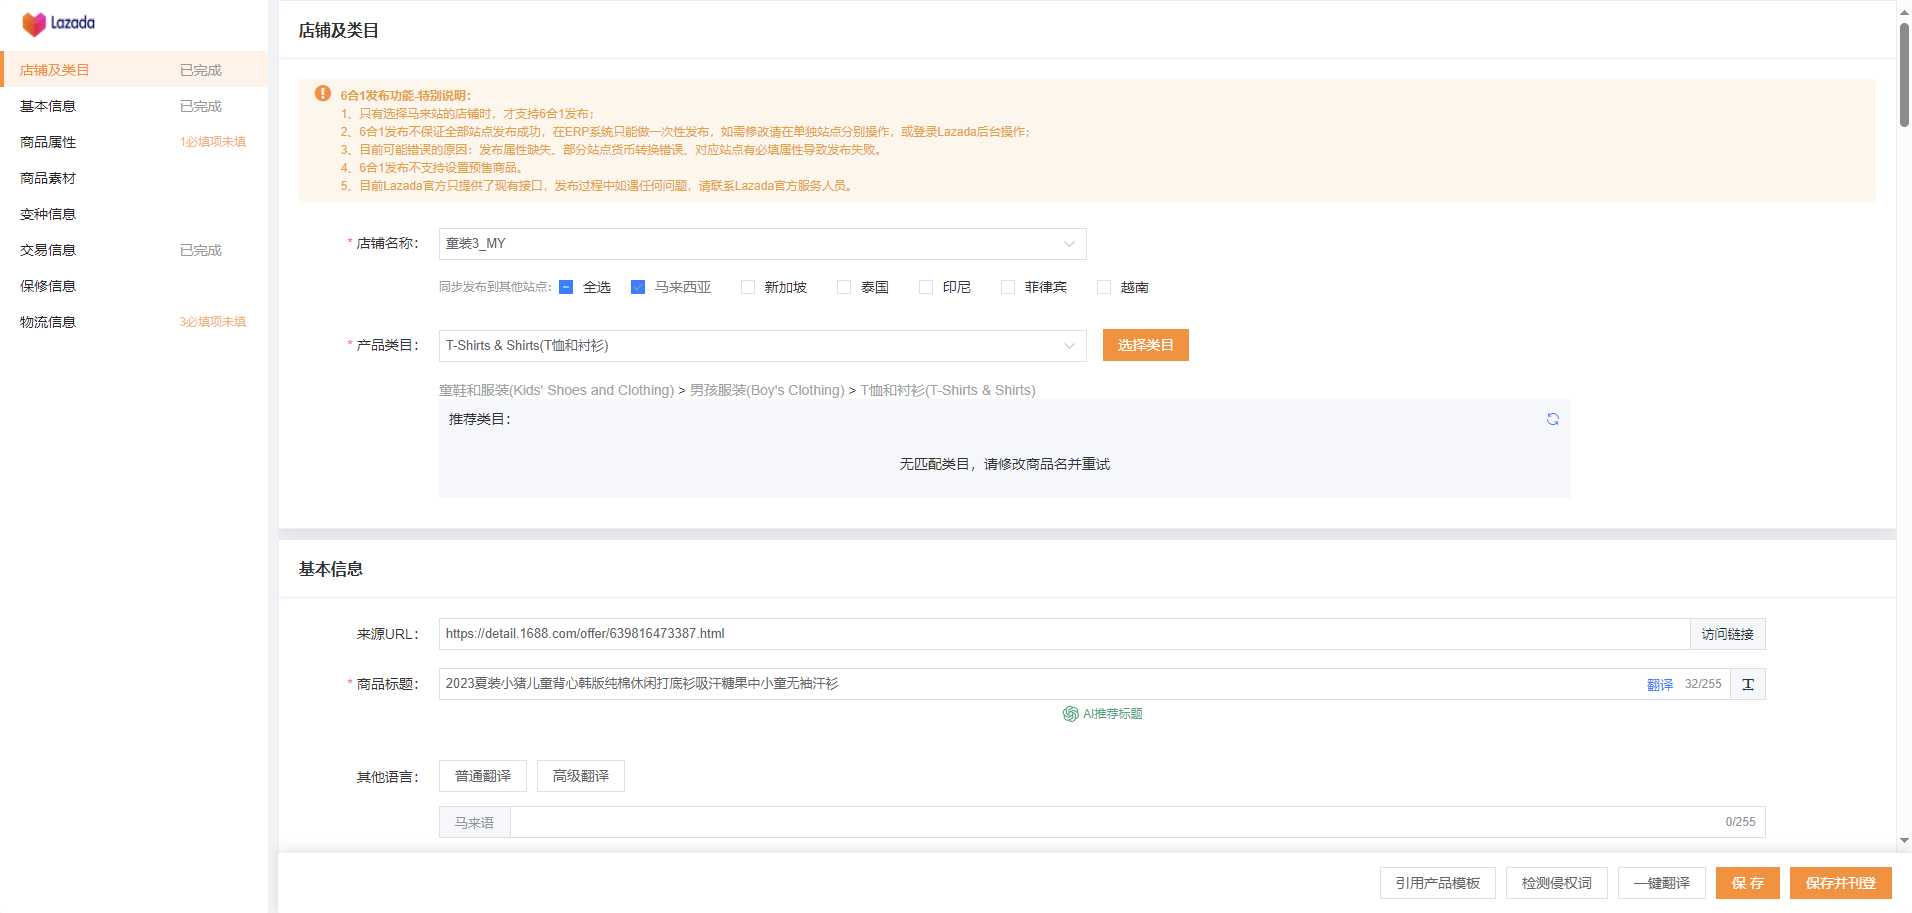 Lazada
店铺及类目 已完成
基本信息 已完成
商品属性 1必填项未填
商品素材
变种信息
交易信息 已完成
保修信息
物流信息 3必填项未填
店铺及类目
6合1发布功能-特别说明：
1、只有选择马来站的店铺时，才支持6合1发布；
2、6合1发布不保证全部站点发布成功，在ERP系统只能做一次性发布，如需修改请在单独站点分别操作，或登录Lazada后台操作；
3、目前可能错误的原因：发布属性缺失、部分站点货币转换错误、对应站点有必填属性导致发布失败。
4、6合1发布不支持设置预售商品。
5、目前Lazada官方只提供了现有接口，发布过程中如遇任何问题，请联系Lazada官方服务人员。
* 店铺名称： 童装3_MY
同步发布到其他站点： 全选 马来西亚 新加坡 泰国 印尼 菲律宾 越南
* 产品类目： T-Shirts & Shirts(T恤和衬衫) 选择类目
童鞋和服装(Kids' Shoes and Clothing) > 男孩服装(Boy's Clothing) > T恤和衬衫(T-Shirts & Shirts)
推荐类目：
无匹配类目，请修改商品名并重试
基本信息
来源URL： https://detail.1688.com/offer/639816473387.html 访问链接
* 商品标题： 2023夏装小猪儿童背心韩版纯棉休闲打底衫吸汗糖果中小童无袖汗衫 翻译 32/255 T
AI推荐标题
其他语言： 普通翻译 高级翻译
马来语 0/255
引用产品模板 检测侵权词 一键翻译 保 存 保存并刊登